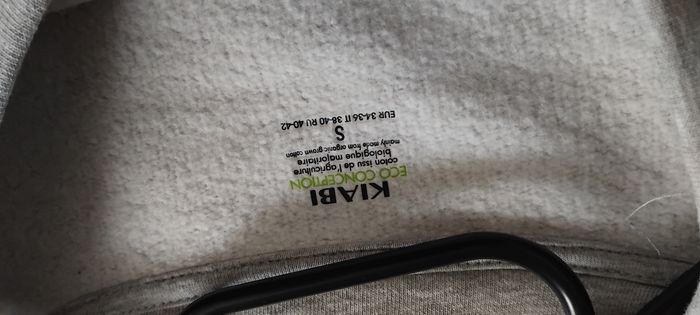 KIABI
ECO CONCEPTION
coton issu de l'agriculture
biologique majoritaire
mainly made from organic grown cotton
S
EUR 34-36 IT 38-40 RU 40-42